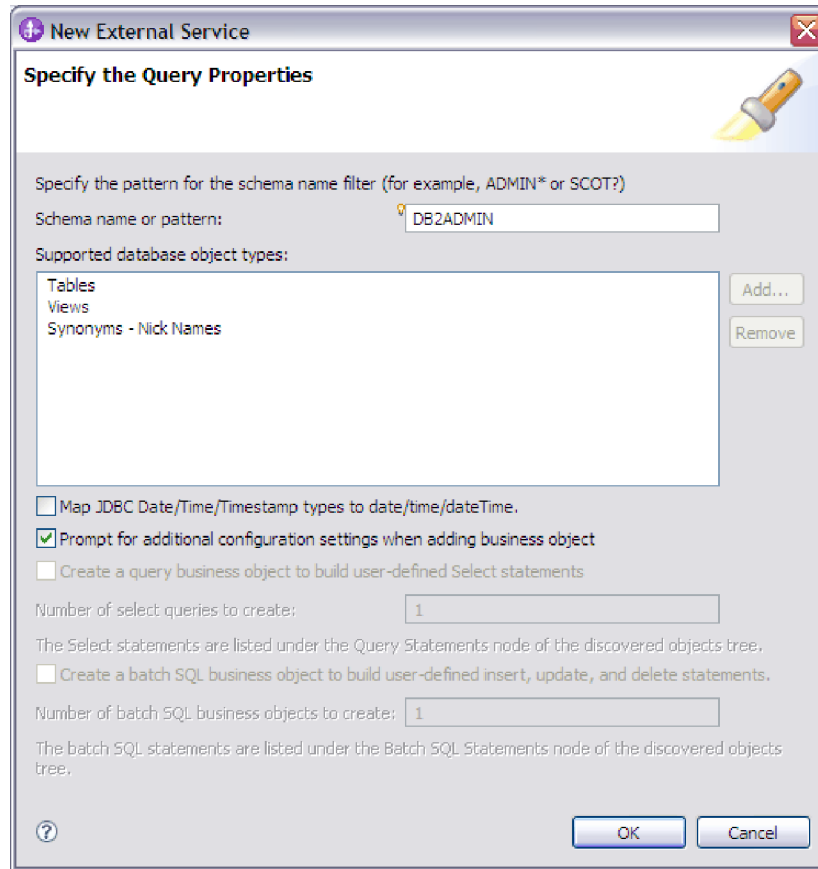 New External Service
Specify the Query Properties
Specify the pattern for the schema name filter (for example, ADMIN* or SCOT?)
Schema name or pattern: DB2ADMIN
Supported database object types:
Tables
Views
Synonyms - Nick Names
Add...
Remove
Map JDBC Date/Time/Timestamp types to date/time/dateTime.
Prompt for additional configuration settings when adding business object
Create a query business object to build user-defined Select statements
Number of select queries to create: 1
The Select statements are listed under the Query Statements node of the discovered objects tree.
Create a batch SQL business object to build user-defined insert, update, and delete statements.
Number of batch SQL business objects to create: 1
The batch SQL statements are listed under the Batch SQL Statements node of the discovered objects
tree.
? OK Cancel